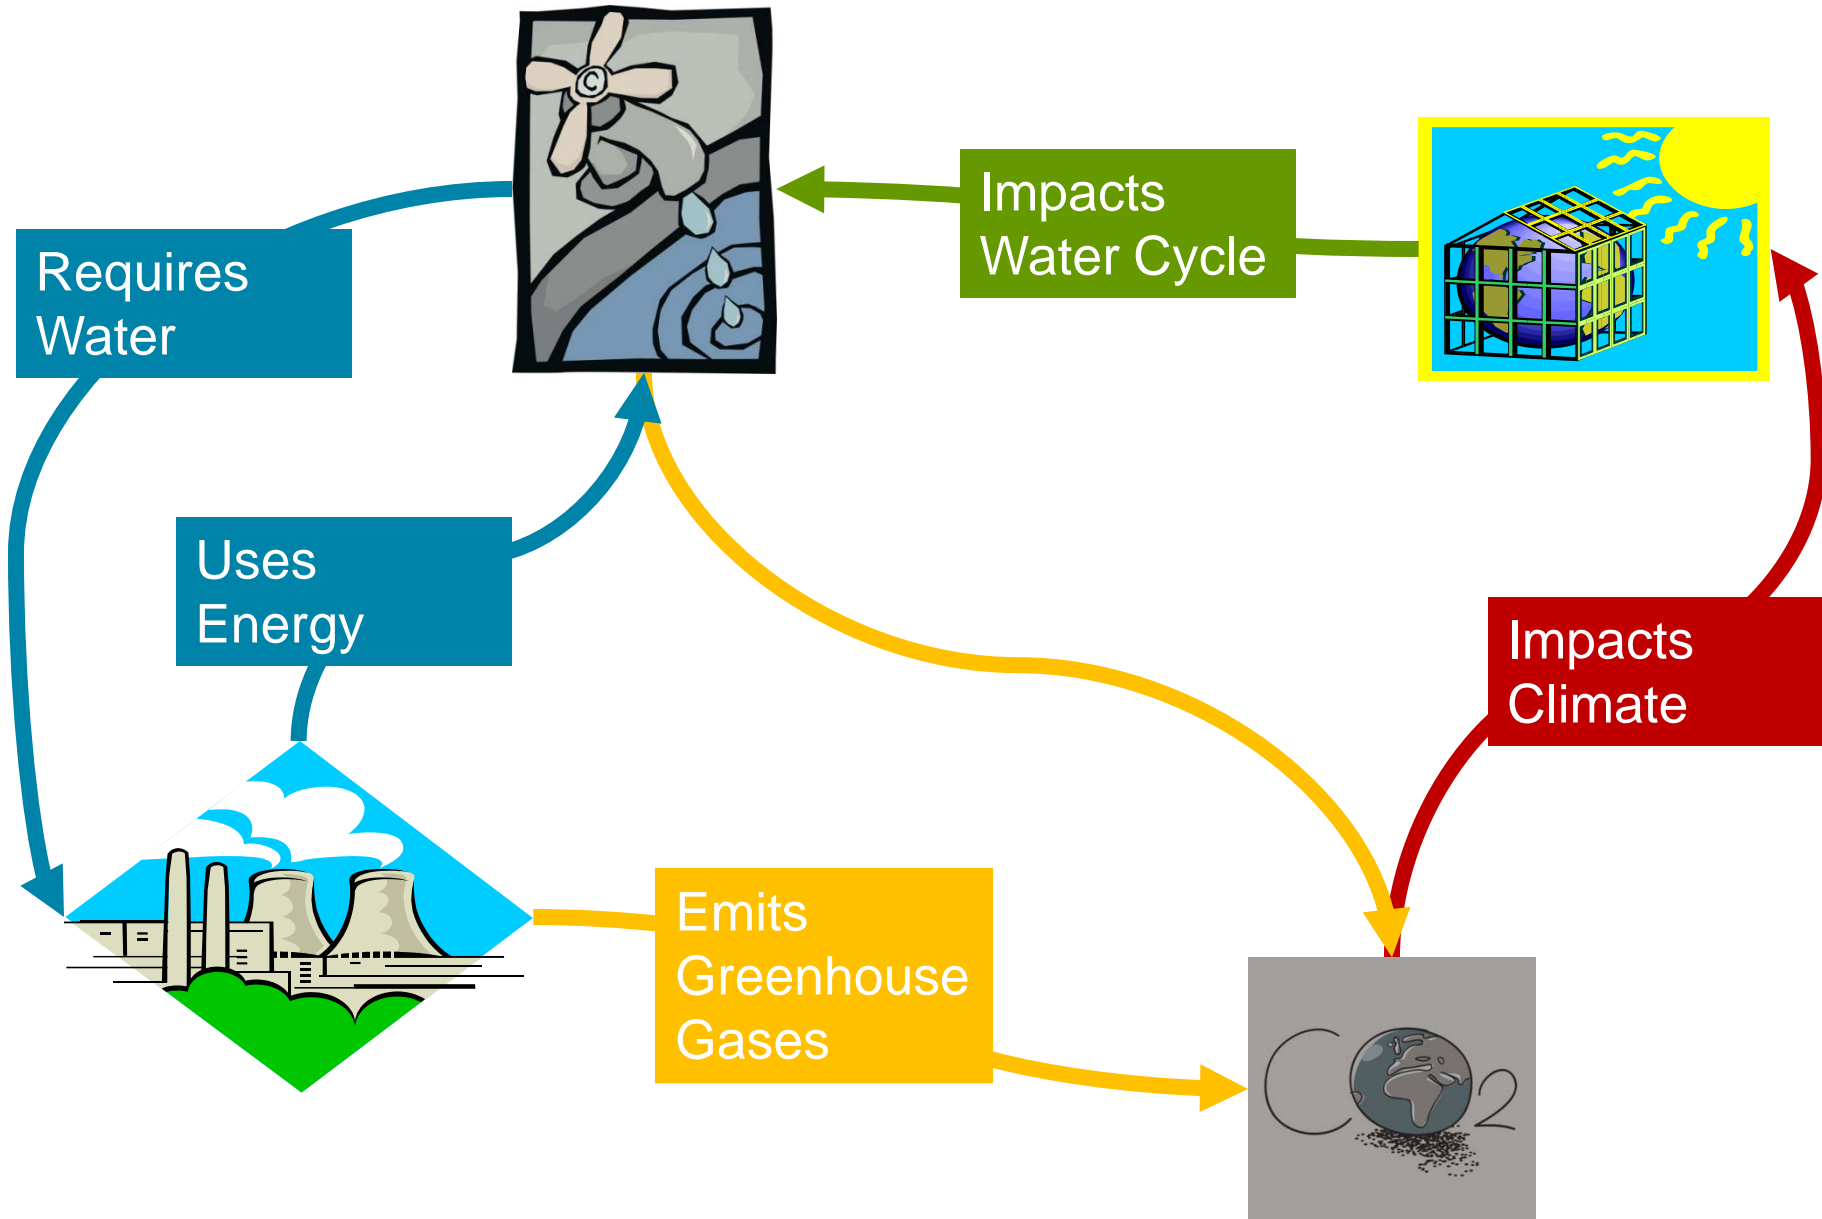 C
Impacts
Water Cycle
Requires
Water
Uses
Energy
Impacts
Climate
Emits
Greenhouse
Gases
CO2